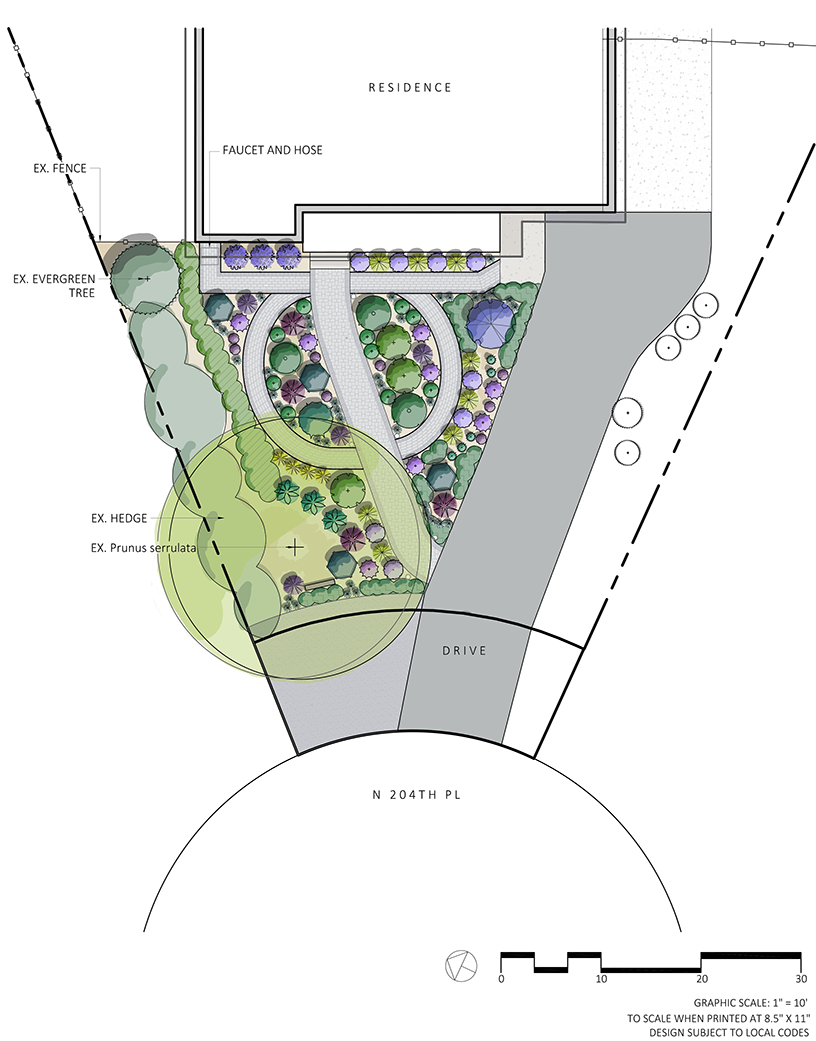 RESIDENCE
FAUCET AND HOSE
EX. FENCE
EX. EVERGREEN
TREE
EX. HEDGE
EX. Prunus serrulata
DRIVE
N 204TH PL
0 10 20 30
GRAPHIC SCALE: 1" = 10'
TO SCALE WHEN PRINTED AT 8.5" X 11"
DESIGN SUBJECT TO LOCAL CODES